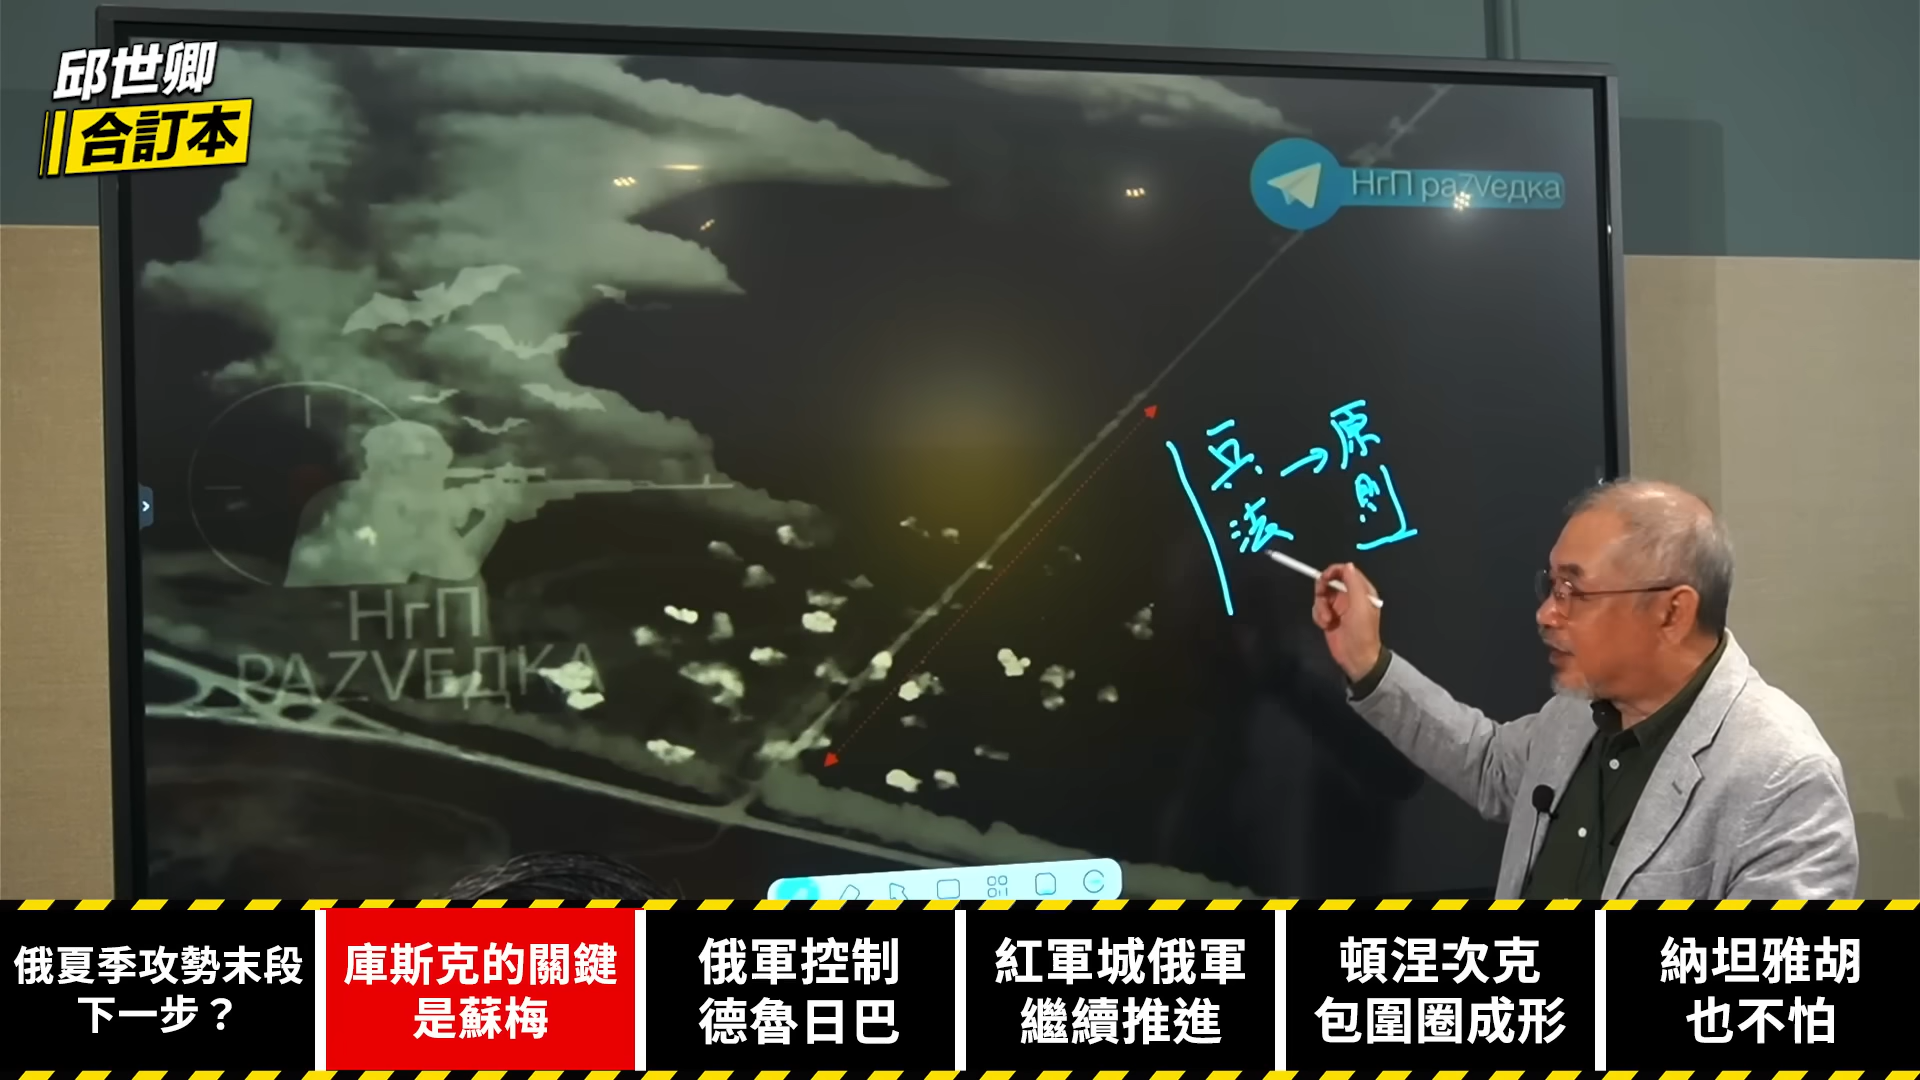 邱世卿
合訂本
НгП раZVедка
兵法→原則
НгП
РАZVЕДКА
俄夏季攻勢末段
下一步？
庫斯克的關鍵
是蘇梅
俄軍控制
德魯日巴
紅軍城俄軍
繼續推進
頓涅次克
包圍圈成形
納坦雅胡
也不怕